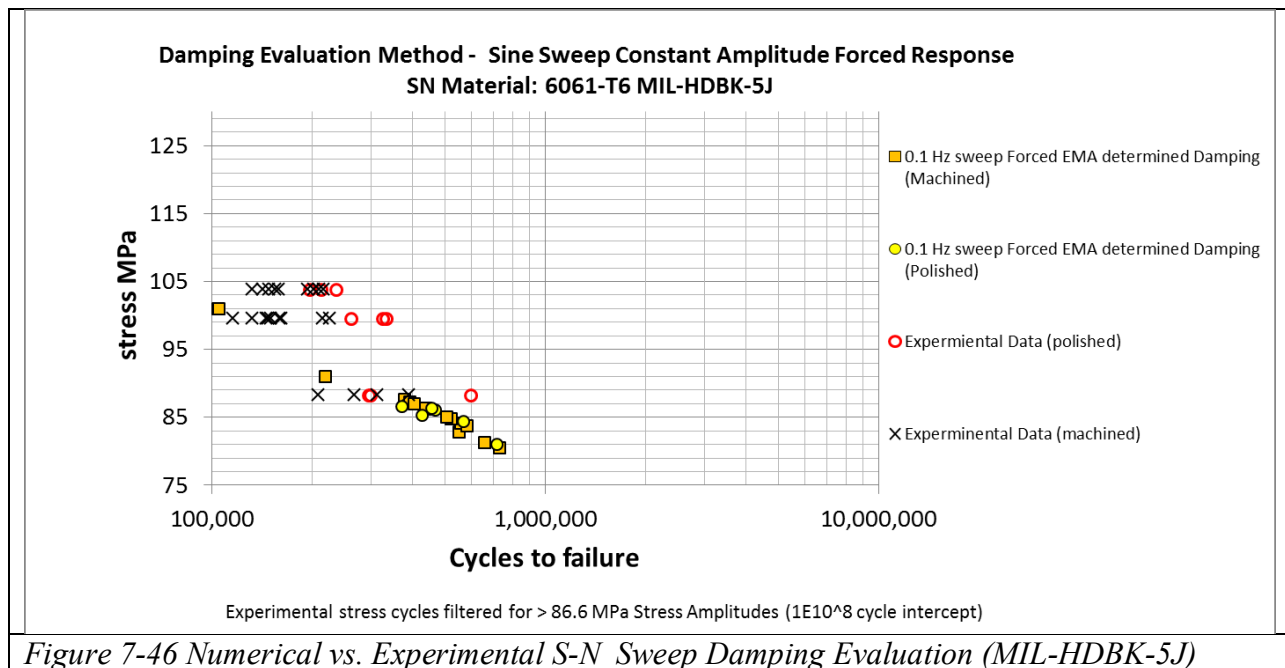 Damping Evaluation Method - Sine Sweep Constant Amplitude Forced Response
SN Material: 6061-T6 MIL-HDBK-5J
125
115
105
95
85
75
stress MPa
100,000
1,000,000
10,000,000
Cycles to failure
0.1 Hz sweep Forced EMA determined Damping
(Machined)
0.1 Hz sweep Forced EMA determined Damping
(Polished)
Expermiental Data (polished)
Experminental Data (machined)
Experimental stress cycles filtered for > 86.6 MPa Stress Amplitudes (1E10^8 cycle intercept)
Figure 7-46 Numerical vs. Experimental S-N Sweep Damping Evaluation (MIL-HDBK-5J)